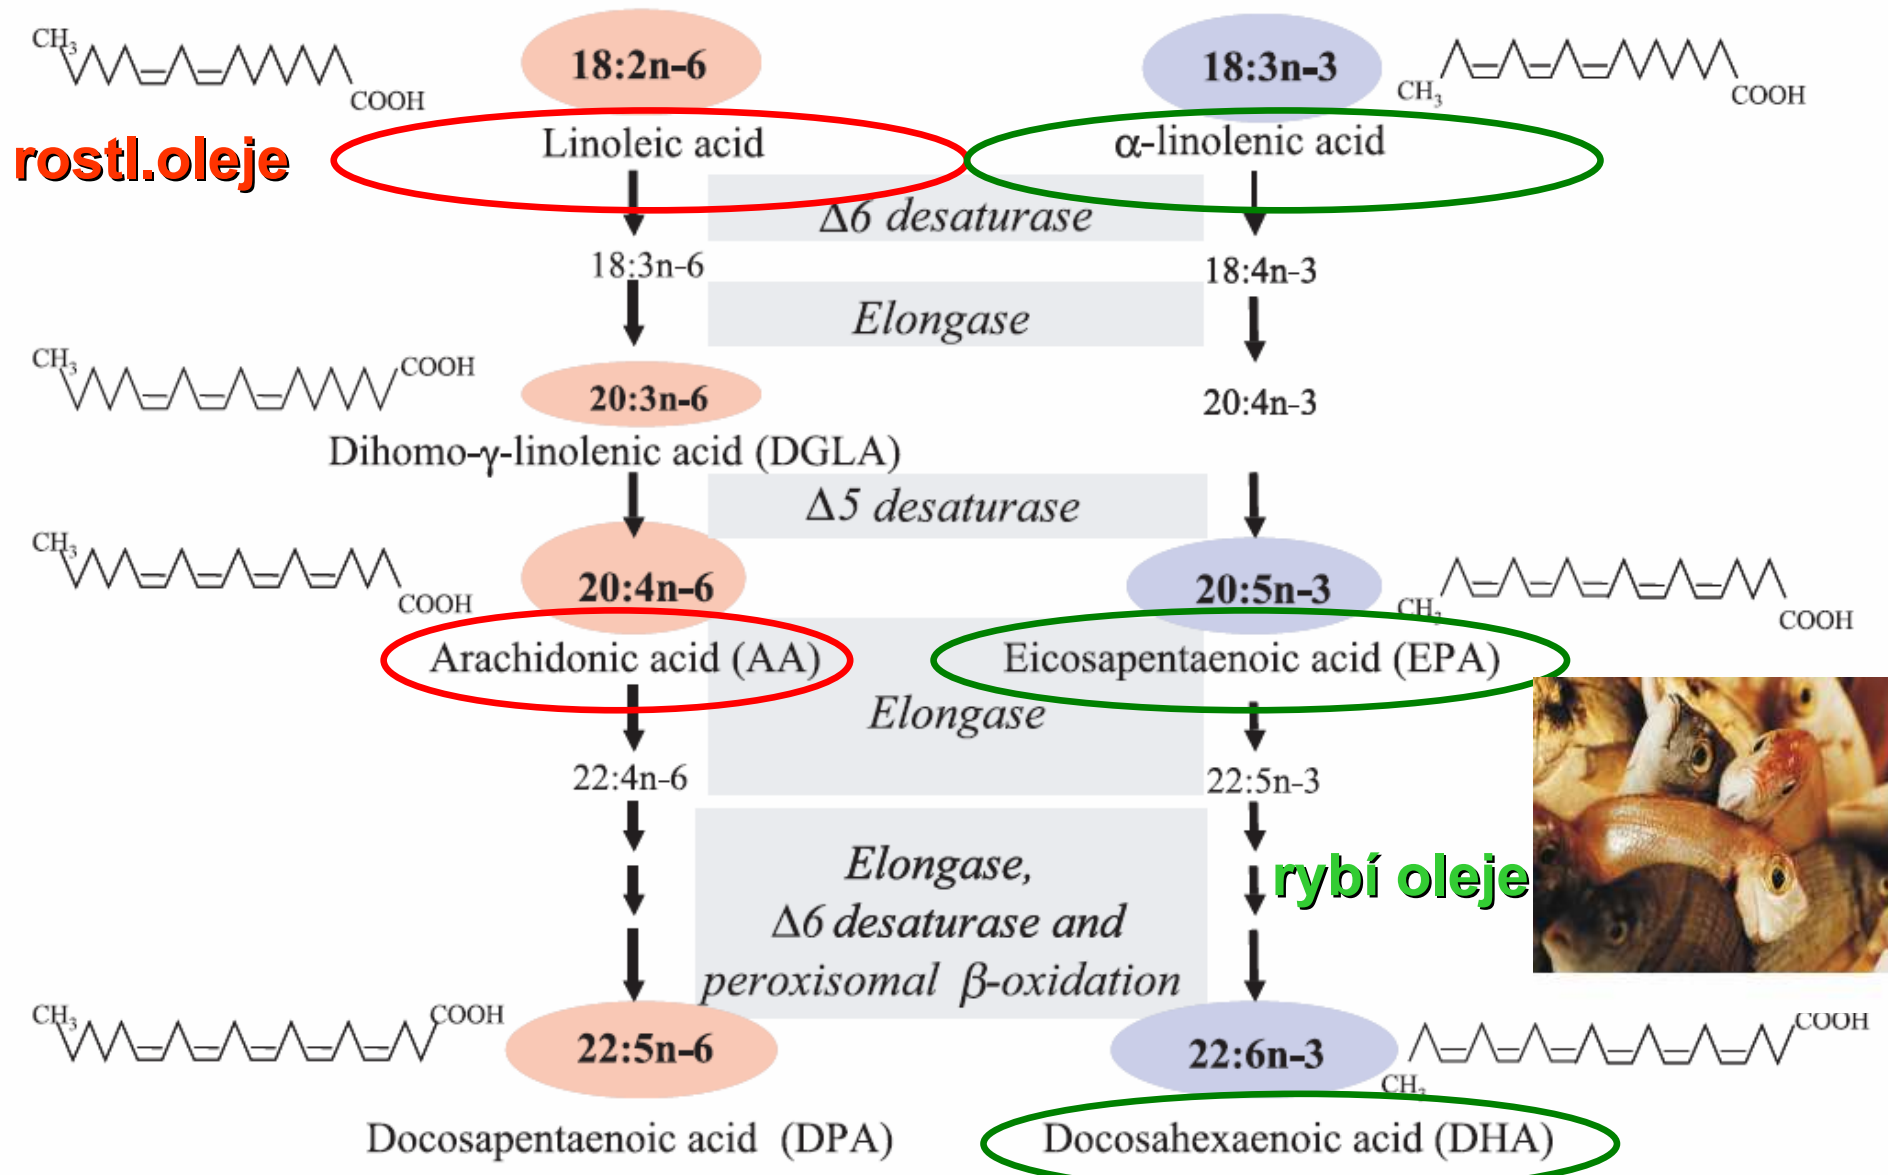 CH3
COOH
18:2n-6
18:3n-3
CH3
COOH
rostl.oleje
Linoleic acid
α-linolenic acid
Δ6 desaturase
18:3n-6
18:4n-3
Elongase
CH3
COOH
20:3n-6
20:4n-3
Dihomo-γ-linolenic acid (DGLA)
Δ5 desaturase
CH3
COOH
20:4n-6
20:5n-3
CH3
COOH
Arachidonic acid (AA)
Eicosapentaenoic acid (EPA)
Elongase
22:4n-6
22:5n-3
Elongase,
Δ6 desaturase and
peroxisomal β-oxidation
rybí oleje
CH3
COOH
22:5n-6
22:6n-3
CH3
COOH
Docosapentaenoic acid (DPA)
Docosahexaenoic acid (DHA)